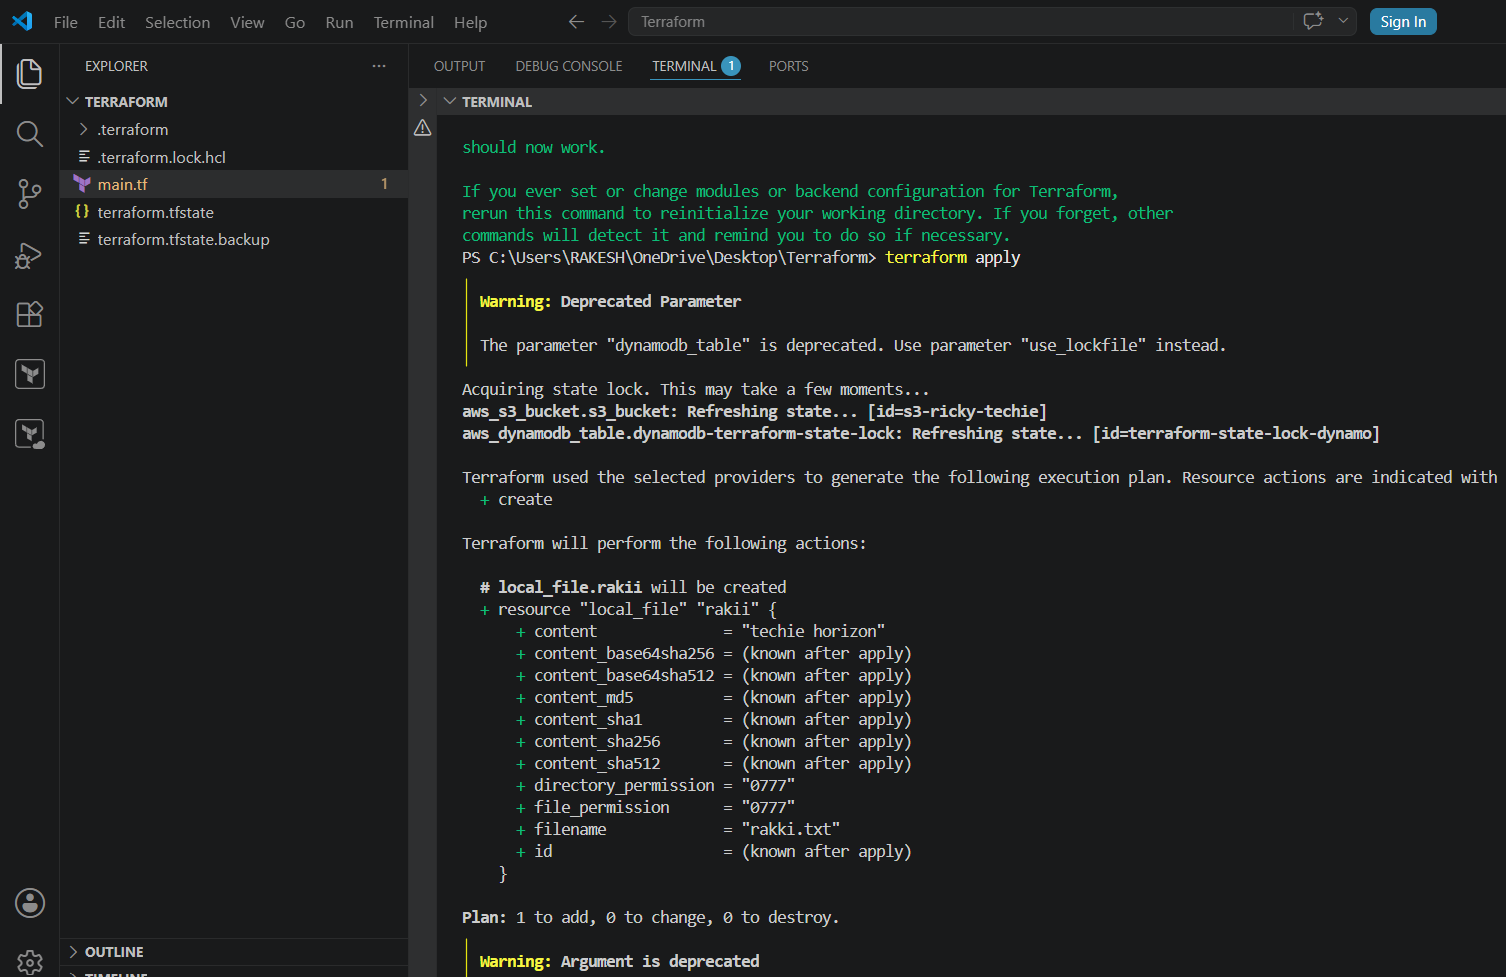 File Edit Selection View Go Run Terminal Help
Terraform
Sign In
EXPLORER
TERRAFORM
.terraform
.terraform.lock.hcl
main.tf 1
terraform.tfstate
terraform.tfstate.backup
OUTLINE
TIMELINE
OUTPUT DEBUG CONSOLE TERMINAL 1 PORTS
TERMINAL
should now work.
If you ever set or change modules or backend configuration for Terraform,
rerun this command to reinitialize your working directory. If you forget, other
commands will detect it and remind you to do so if necessary.
PS C:\Users\RAKESH\OneDrive\Desktop\Terraform> terraform apply
Warning: Deprecated Parameter
The parameter "dynamodb_table" is deprecated. Use parameter "use_lockfile" instead.
Acquiring state lock. This may take a few moments...
aws_s3_bucket.s3_bucket: Refreshing state... [id=s3-ricky-techie]
aws_dynamodb_table.dynamodb-terraform-state-lock: Refreshing state... [id=terraform-state-lock-dynamo]
Terraform used the selected providers to generate the following execution plan. Resource actions are indicated with
+ create
Terraform will perform the following actions:
# local_file.rakii will be created
+ resource "local_file" "rakii" {
+ content = "techie horizon"
+ content_base64sha256 = (known after apply)
+ content_base64sha512 = (known after apply)
+ content_md5 = (known after apply)
+ content_sha1 = (known after apply)
+ content_sha256 = (known after apply)
+ content_sha512 = (known after apply)
+ directory_permission = "0777"
+ file_permission = "0777"
+ filename = "rakki.txt"
+ id = (known after apply)
}
Plan: 1 to add, 0 to change, 0 to destroy.
Warning: Argument is deprecated